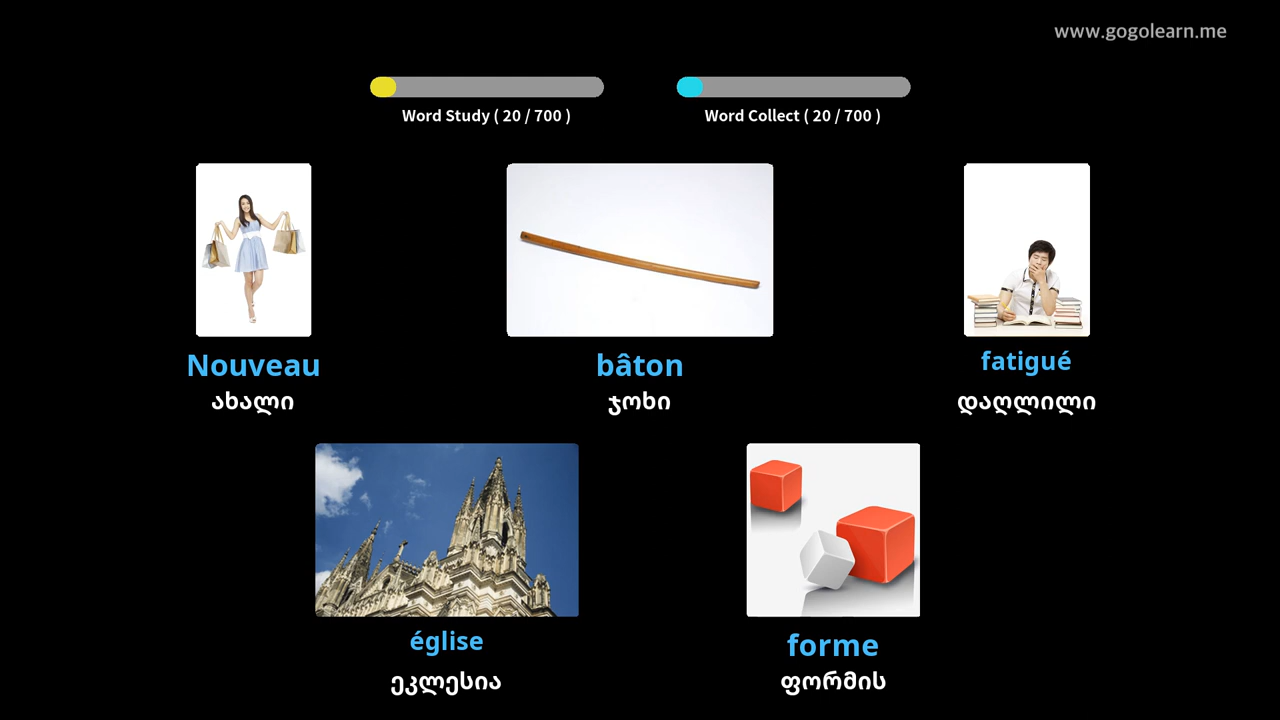 www.gogolearn.me
Word Study ( 20 / 700 )
Word Collect ( 20 / 700 )
Nouveau
ახალი
bâton
ჯოხი
fatigué
დაღლილი
église
ეკლესია
forme
ფორმის